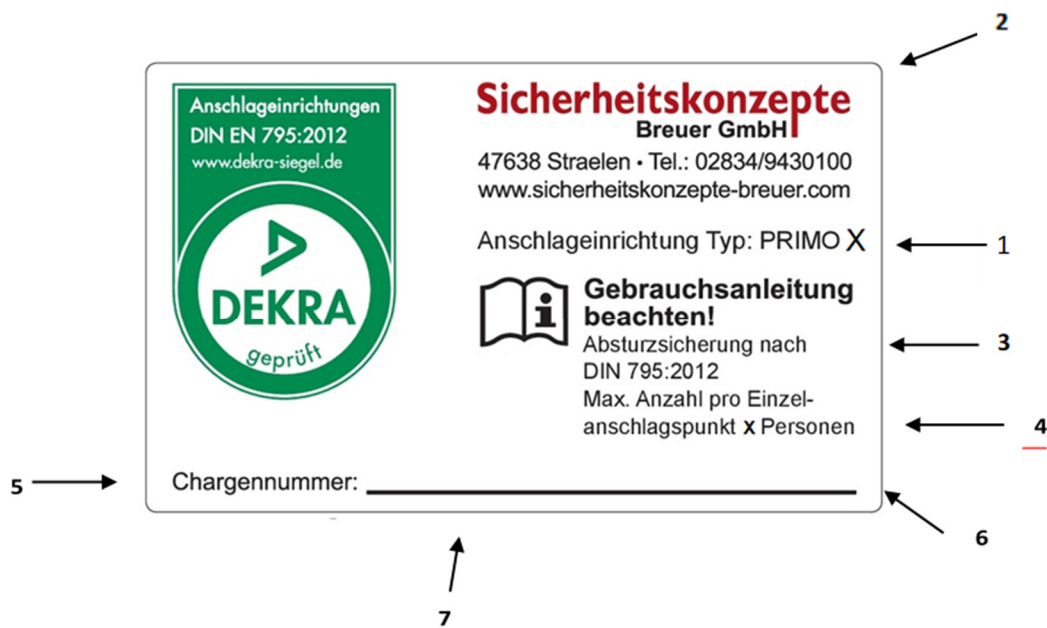 2
Anschlageinrichtungen
DIN EN 795:2012
www.dekra-siegel.de
DEKRA
geprüft
Sicherheitskonzepte
Breuer GmbH
47638 Straelen • Tel.: 02834/9430100
www.sicherheitskonzepte-breuer.com
Anschlageinrichtung Typ: PRIMO X
1
Gebrauchsanleitung
beachten!
Absturzsicherung nach
DIN 795:2012
Max. Anzahl pro Einzel-
anschlagspunkt x Personen
3
4
5
Chargennummer:
6
7